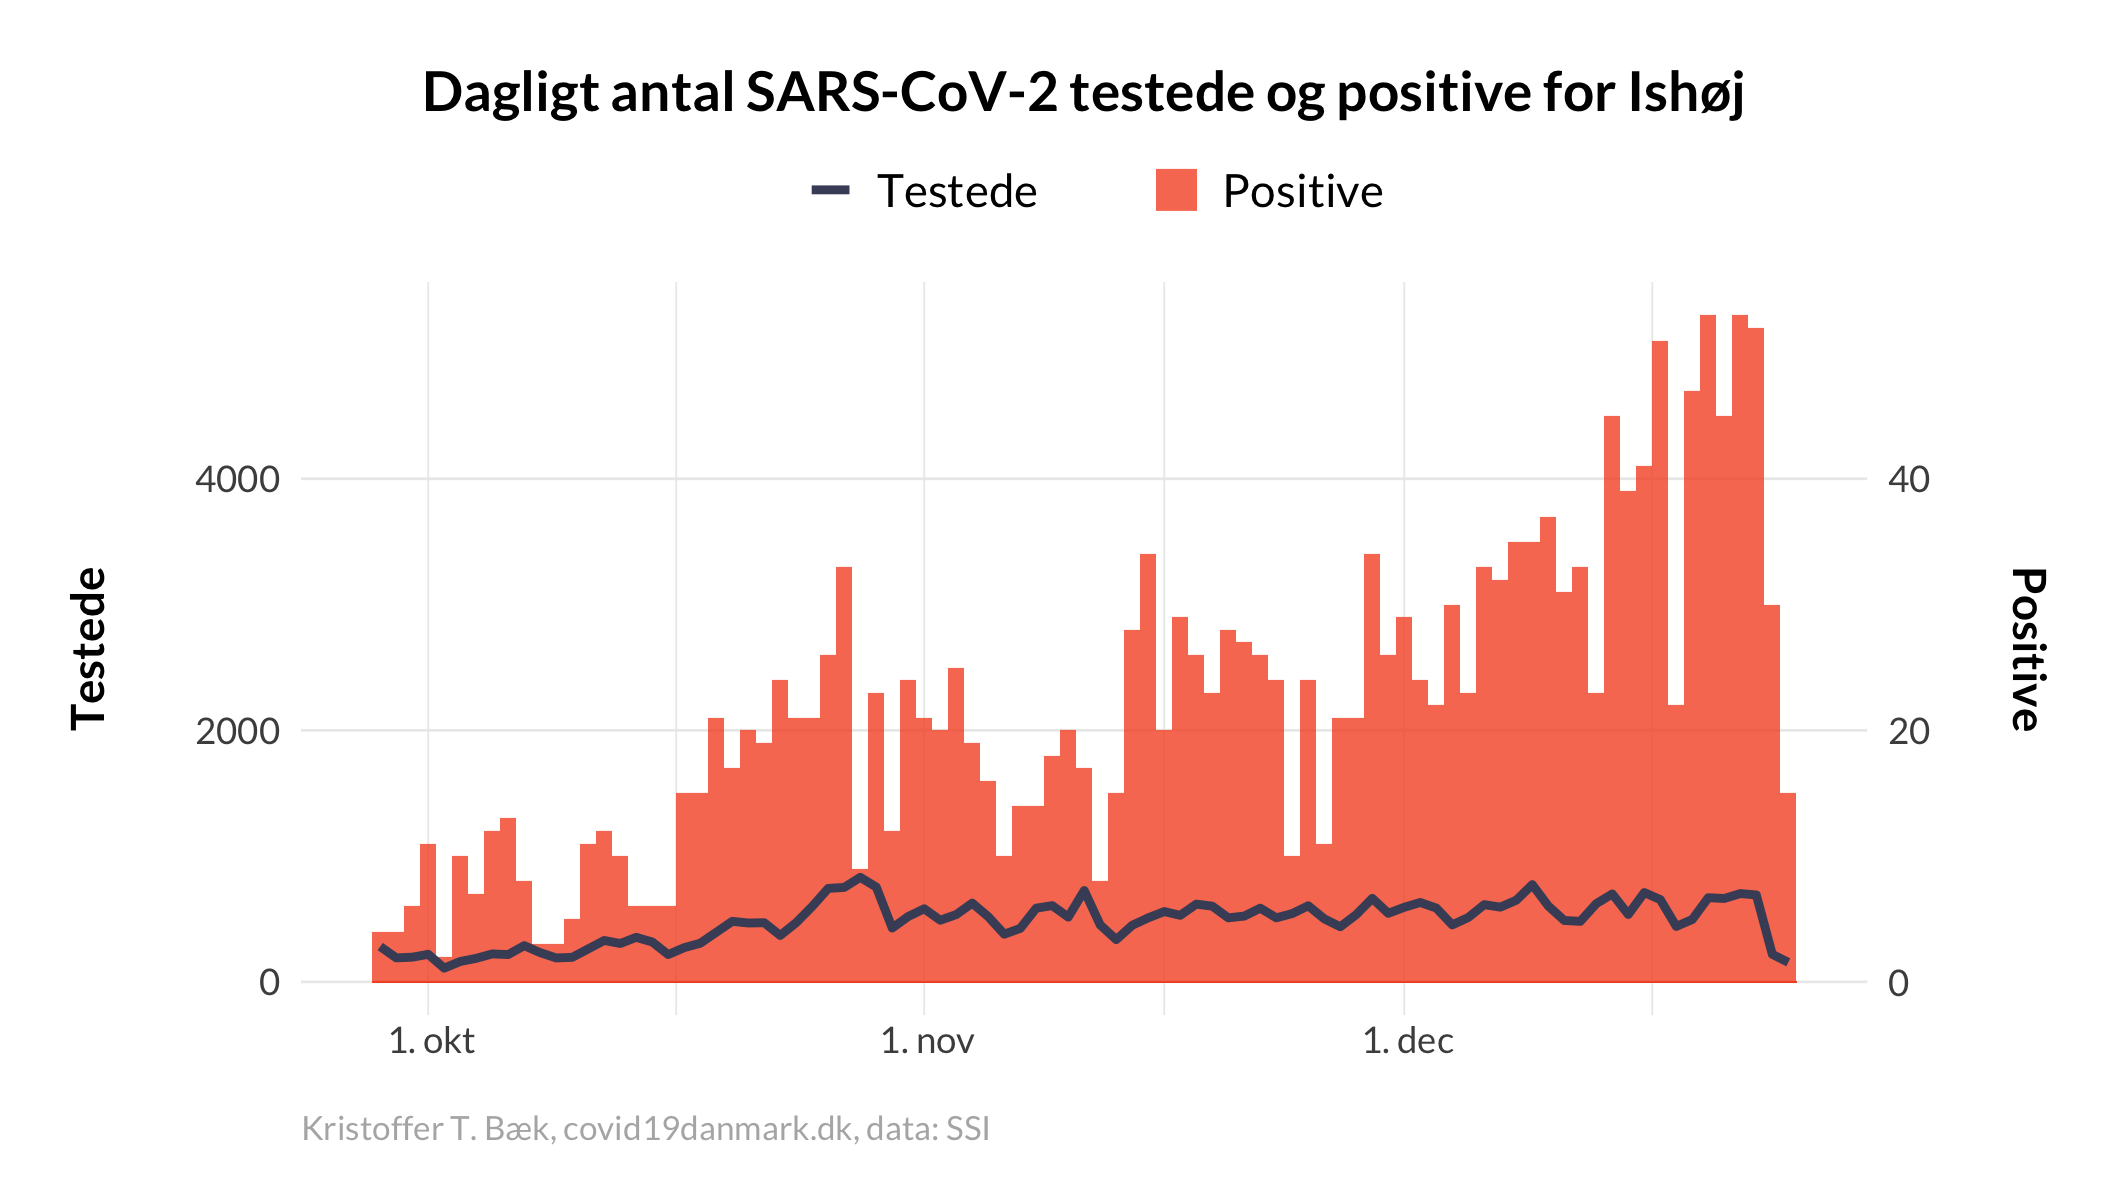 Dagligt antal SARS-CoV-2 testede og positive for Ishøj
Testede Positive
4000 40
2000 20
0 0
Testede
Positive
1. okt 1. nov 1. dec
Kristoffer T. Bæk, covid19danmark.dk, data: SSI